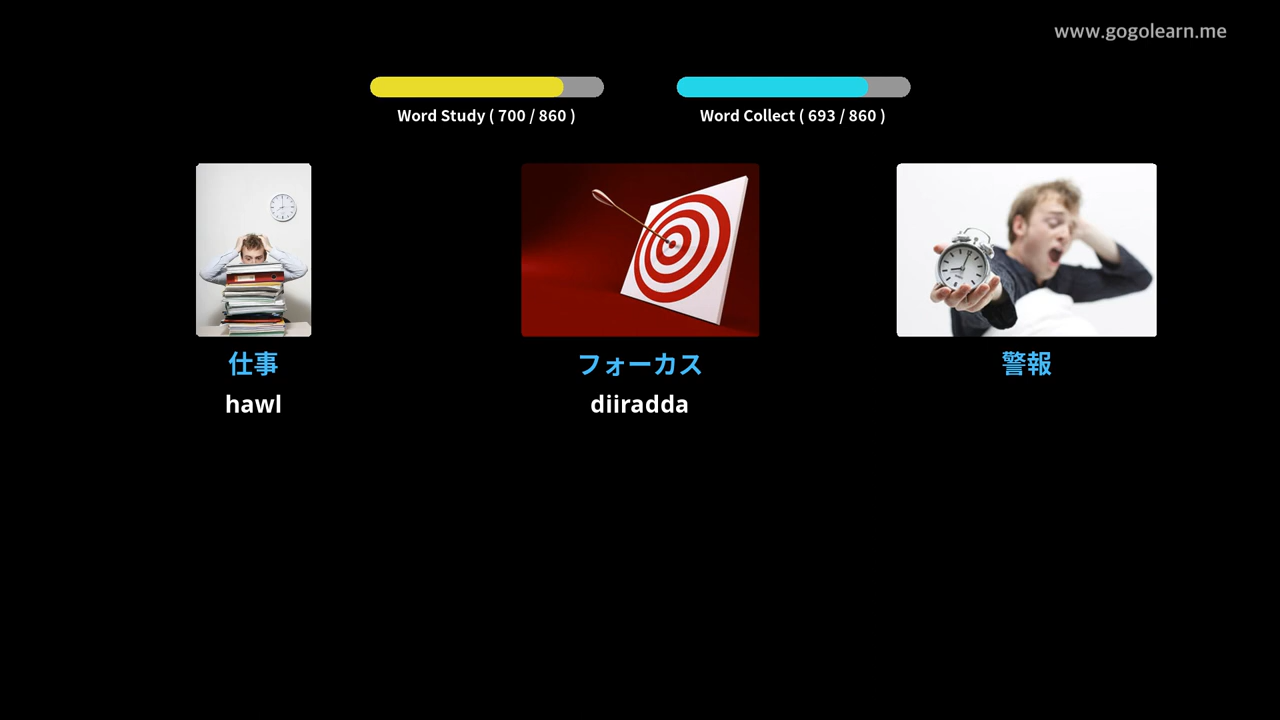 www.gogolearn.me
Word Study ( 700 / 860 )
Word Collect ( 693 / 860 )
仕事
フォーカス
警報
hawl
diiradda